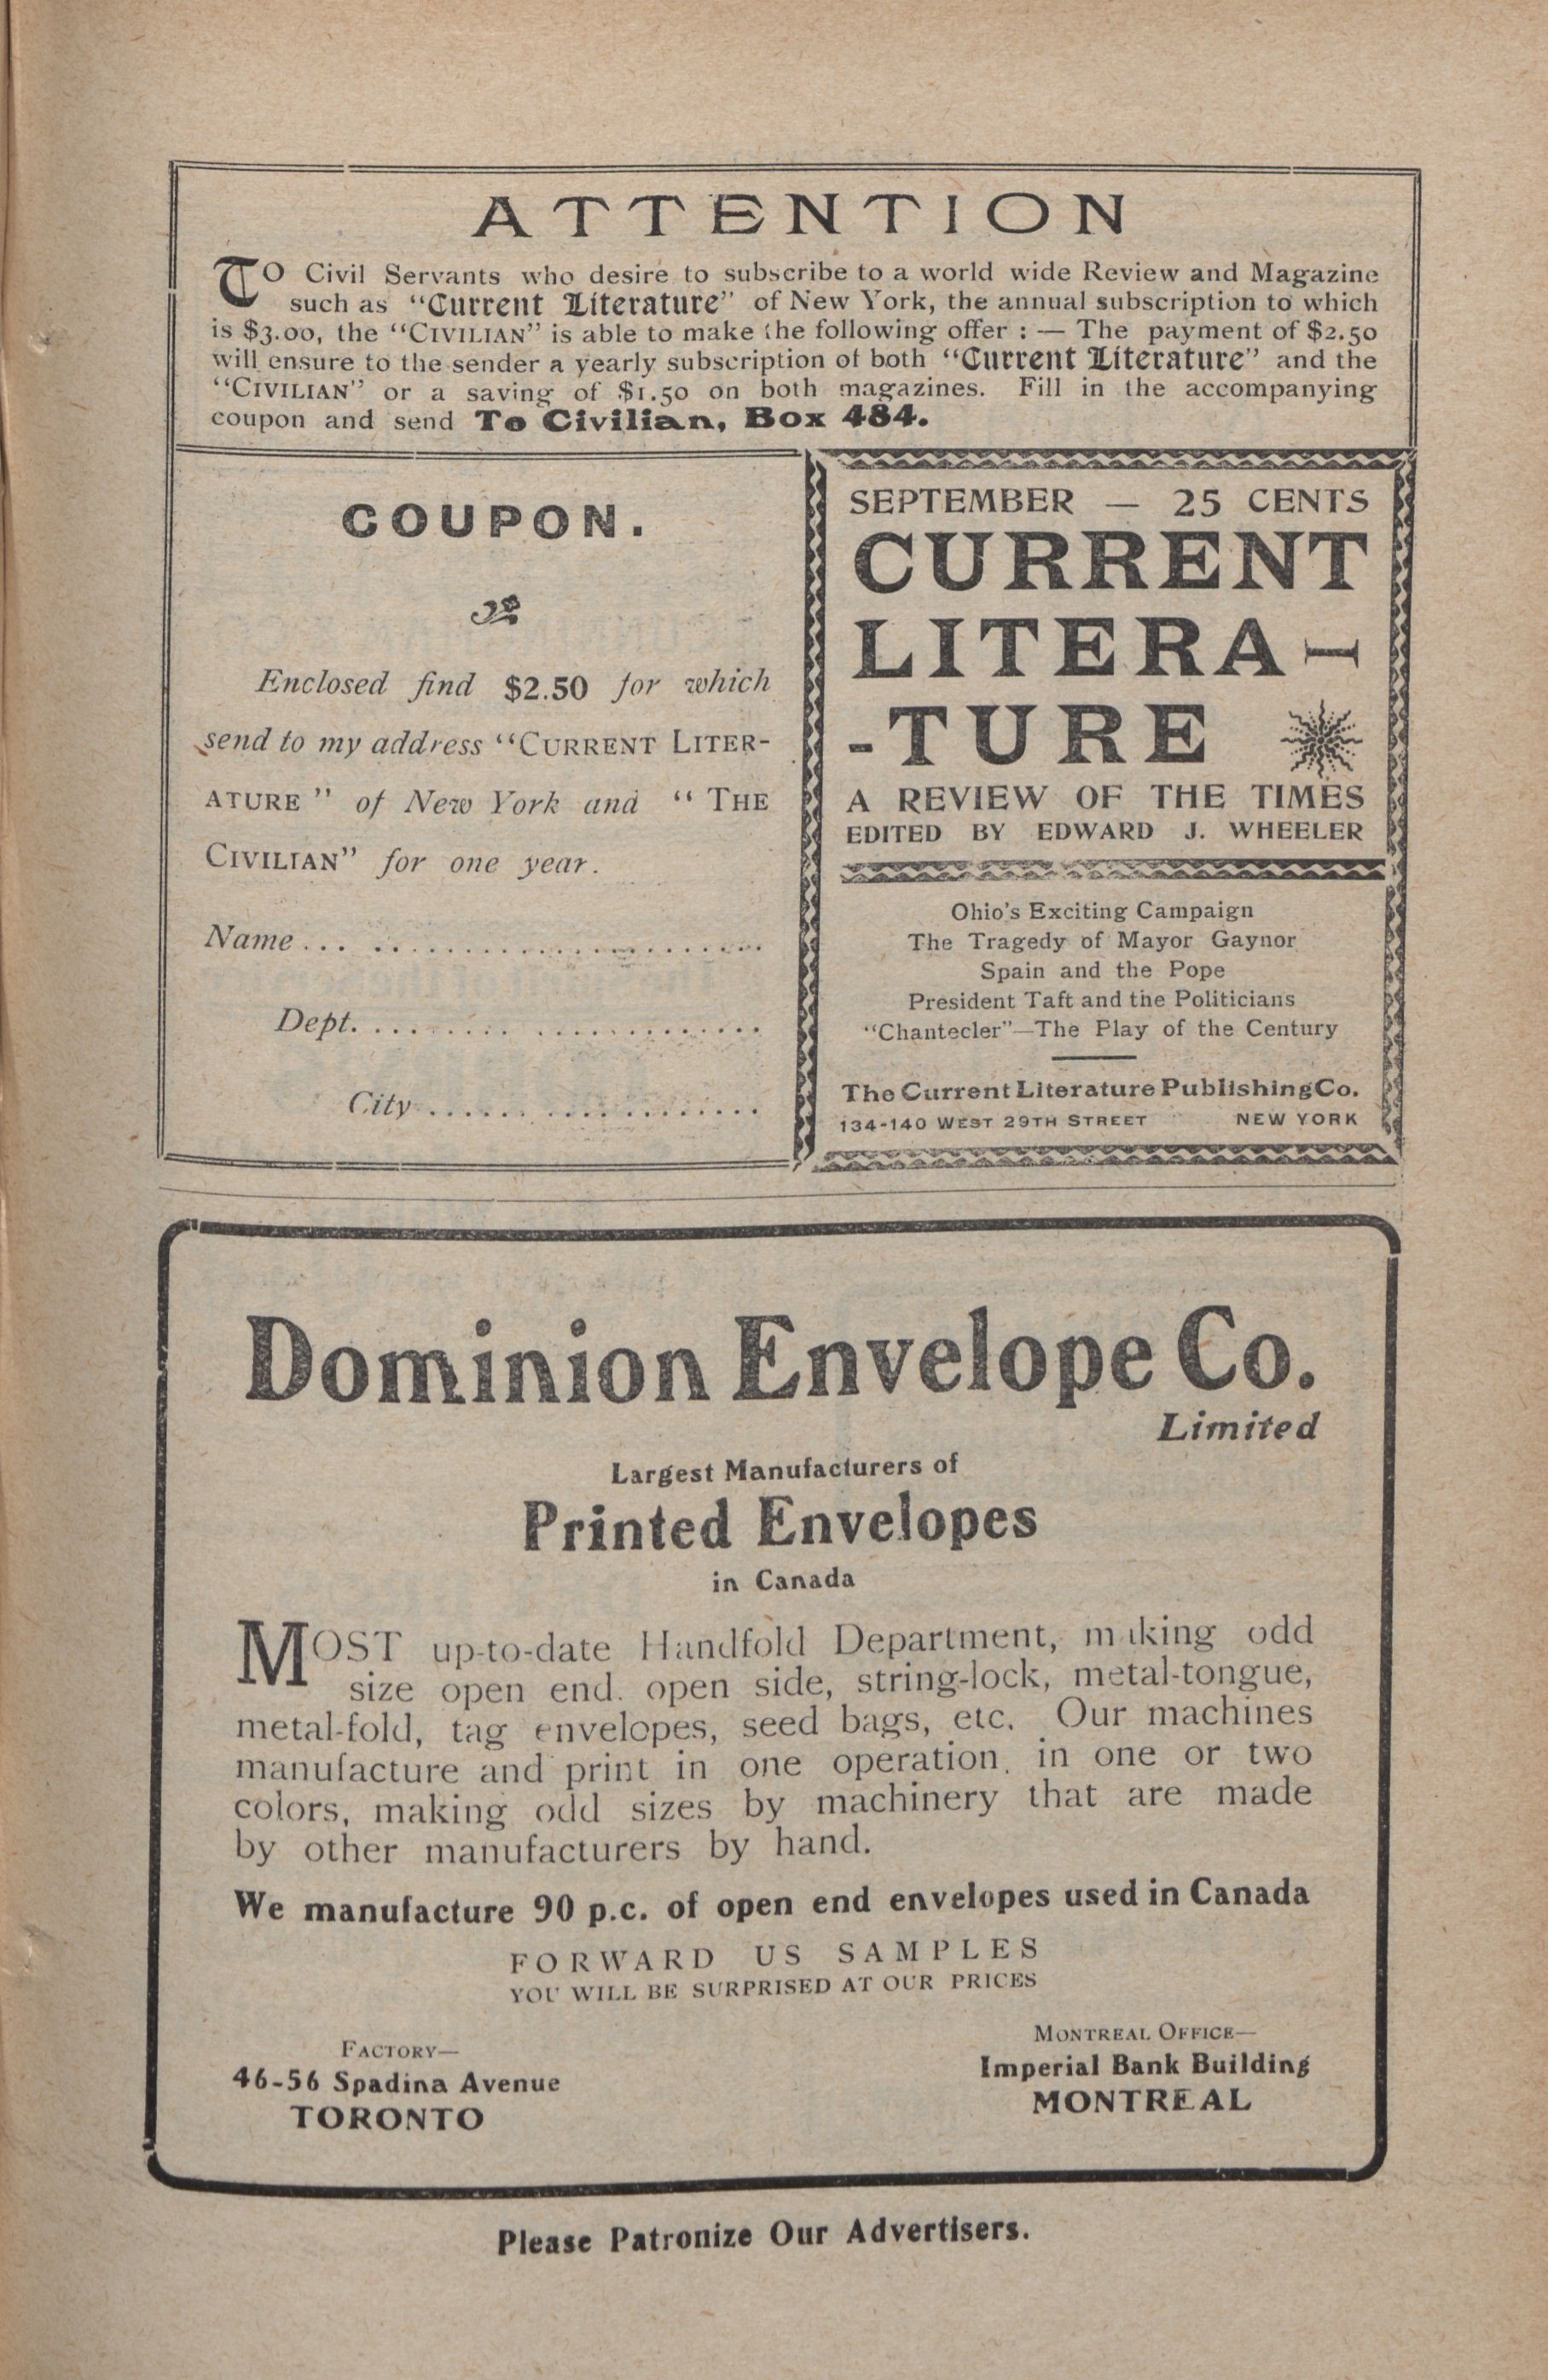 ATTENTION
TO Civil Servants who desire to subscribe to a world wide Review and Magazine
such as "Current Literature" of New York, the annual subscription to which
is $3.00, the "CIVILIAN" is able to make the following offer : — The payment of $2.50
will ensure to the sender a yearly subscription of both "Current Literature" and the
"CIVILIAN" or a saving of $1.50 on both magazines. Fill in the accompanying
coupon and send To Civilian, Box 484.
COUPON.
Enclosed find $2.50 for which
send to my address "CURRENT LITER-
ATURE" of New York and "THE
CIVILIAN" for one year.
Name.............................
Dept.............................
City.............................
SEPTEMBER — 25 CENTS
CURRENT
LITERA-
-TURE
A REVIEW OF THE TIMES
EDITED BY EDWARD J. WHEELER
Ohio's Exciting Campaign
The Tragedy of Mayor Gaynor
Spain and the Pope
President Taft and the Politicians
"Chantecler"—The Play of the Century
The Current Literature Publishing Co.
134-140 WEST 29TH STREET NEW YORK
Dominion Envelope Co.
Limited
Largest Manufacturers of
Printed Envelopes
in Canada
MOST up-to-date Handfold Department, making odd
size open end. open side, string-lock, metal-tongue,
metal-fold, tag envelopes, seed bags, etc. Our machines
manufacture and print in one operation, in one or two
colors, making odd sizes by machinery that are made
by other manufacturers by hand.
We manufacture 90 p.c. of open end envelopes used in Canada
FORWARD US SAMPLES
YOU WILL BE SURPRISED AT OUR PRICES
FACTORY—
46-56 Spadina Avenue
TORONTO
MONTREAL OFFICE—
Imperial Bank Building
MONTREAL
Please Patronize Our Advertisers.